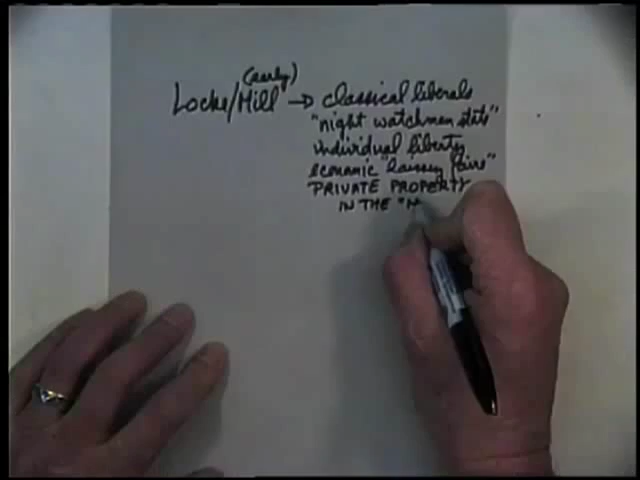 (early)
Locke/Mill → classical liberals
"night watchmen state"
individual liberty
economic "laissez faire"
PRIVATE PROPERTY
IN THE "M